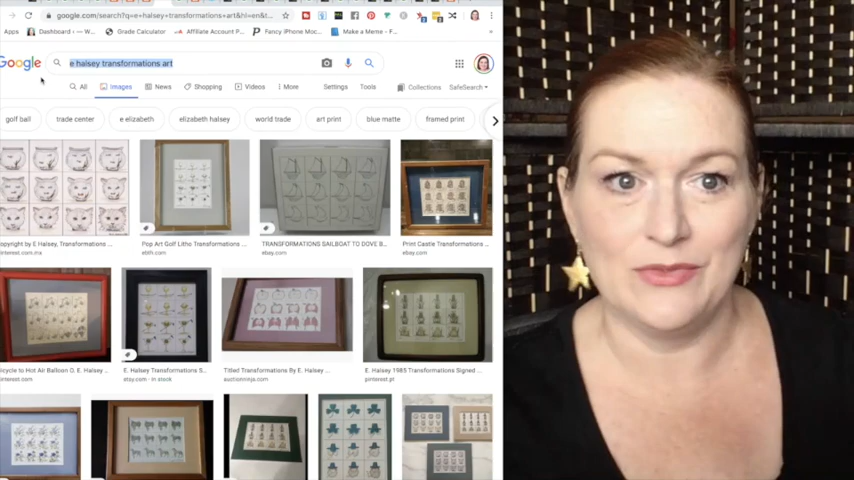 google.com/search?q=e+halsey+transformations+art&hl=en&t...
Apps
Dashboard ‹ — W...
Grade Calculator
Affiliate Account P...
Fancy iPhone Moc...
Make a Meme - F...
Google
e halsey transformations art
All
Images
News
Shopping
Videos
More
Settings
Tools
Collections
SafeSearch
golf ball
trade center
e elizabeth
elizabeth halsey
world trade
art print
blue matte
framed print
opyright by E Halsey, Transformations ...
interest.com.mx
Pop Art Golf Litho Transformations ...
ebth.com
TRANSFORMATIONS SAILBOAT TO DOVE B...
ebay.com
Print Castle Transformations ...
ebay.com
icycle to Hot Air Balloon O. E. Halsey ...
interest.com
E. Halsey Transformations S...
etsy.com · In stock
Titled Transformations By E. Halsey ...
auctionninja.com
E. Halsey 1985 Transformations Signed ...
pinterest.pt